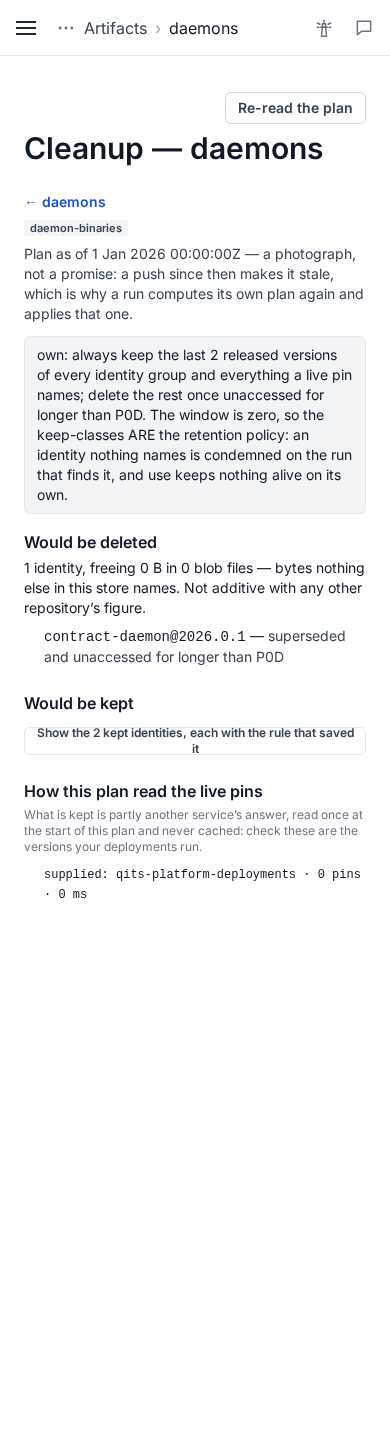 ··· Artifacts › daemons
Re-read the plan
Cleanup — daemons
← daemons
daemon-binaries
Plan as of 1 Jan 2026 00:00:00Z — a photograph,
not a promise: a push since then makes it stale,
which is why a run computes its own plan again and
applies that one.
own: always keep the last 2 released versions
of every identity group and everything a live pin
names; delete the rest once unaccessed for
longer than P0D. The window is zero, so the
keep-classes ARE the retention policy: an
identity nothing names is condemned on the run
that finds it, and use keeps nothing alive on its
own.
Would be deleted
1 identity, freeing 0 B in 0 blob files — bytes nothing
else in this store names. Not additive with any other
repository’s figure.
contract-daemon@2026.0.1 — superseded
and unaccessed for longer than P0D
Would be kept
Show the 2 kept identities, each with the rule that saved
it
How this plan read the live pins
What is kept is partly another service’s answer, read once at
the start of this plan and never cached: check these are the
versions your deployments run.
supplied: qits-platform-deployments · 0 pins
· 0 ms